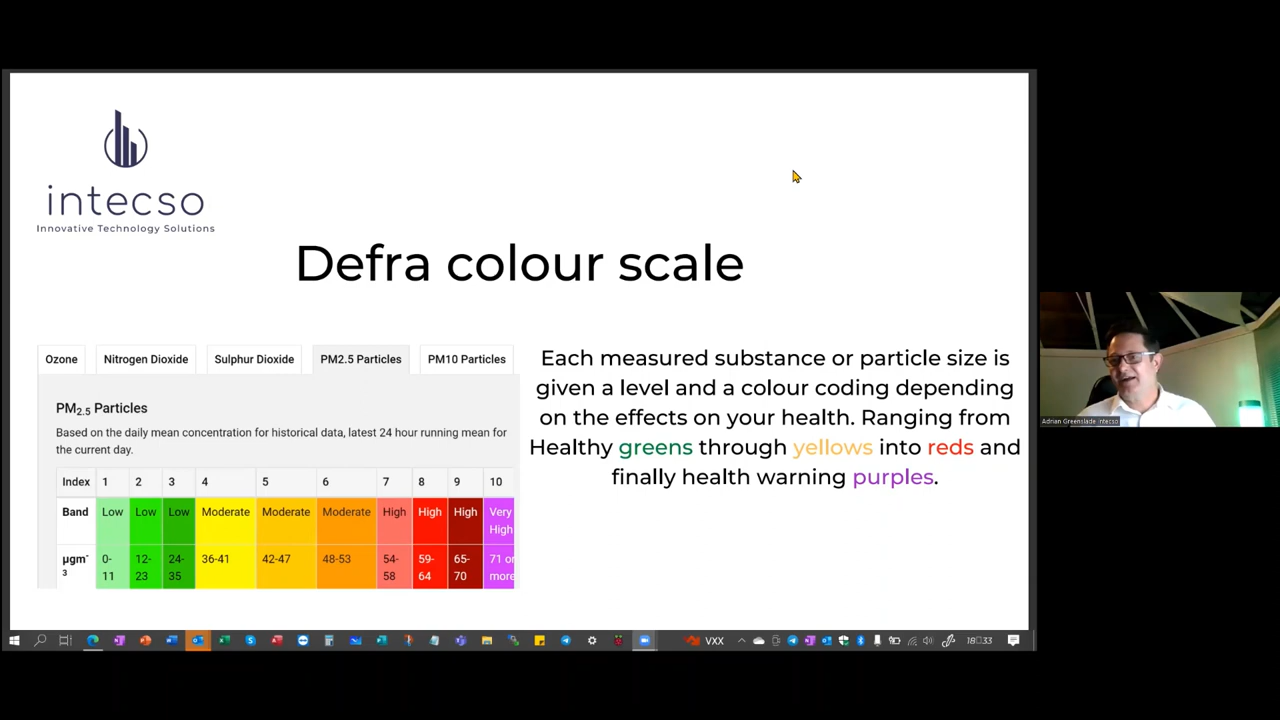 intecso
Innovative Technology Solutions
Defra colour scale
Ozone Nitrogen Dioxide Sulphur Dioxide PM2.5 Particles PM10 Particles
PM2.5 Particles
Based on the daily mean concentration for historical data, latest 24 hour running mean for
the current day.
Index 1 2 3 4 5 6 7 8 9 10
Band Low Low Low Moderate Moderate Moderate High High High Very
High
µgm- 0- 12- 24- 36-41 42-47 48-53 54- 59- 65- 71 or
3 11 23 35 58 64 70 more
Each measured substance or particle size is
given a level and a colour coding depending
on the effects on your health. Ranging from
Healthy greens through yellows into reds and
finally health warning purples.
Adrian Greenslade Intecso
VXX
18:33